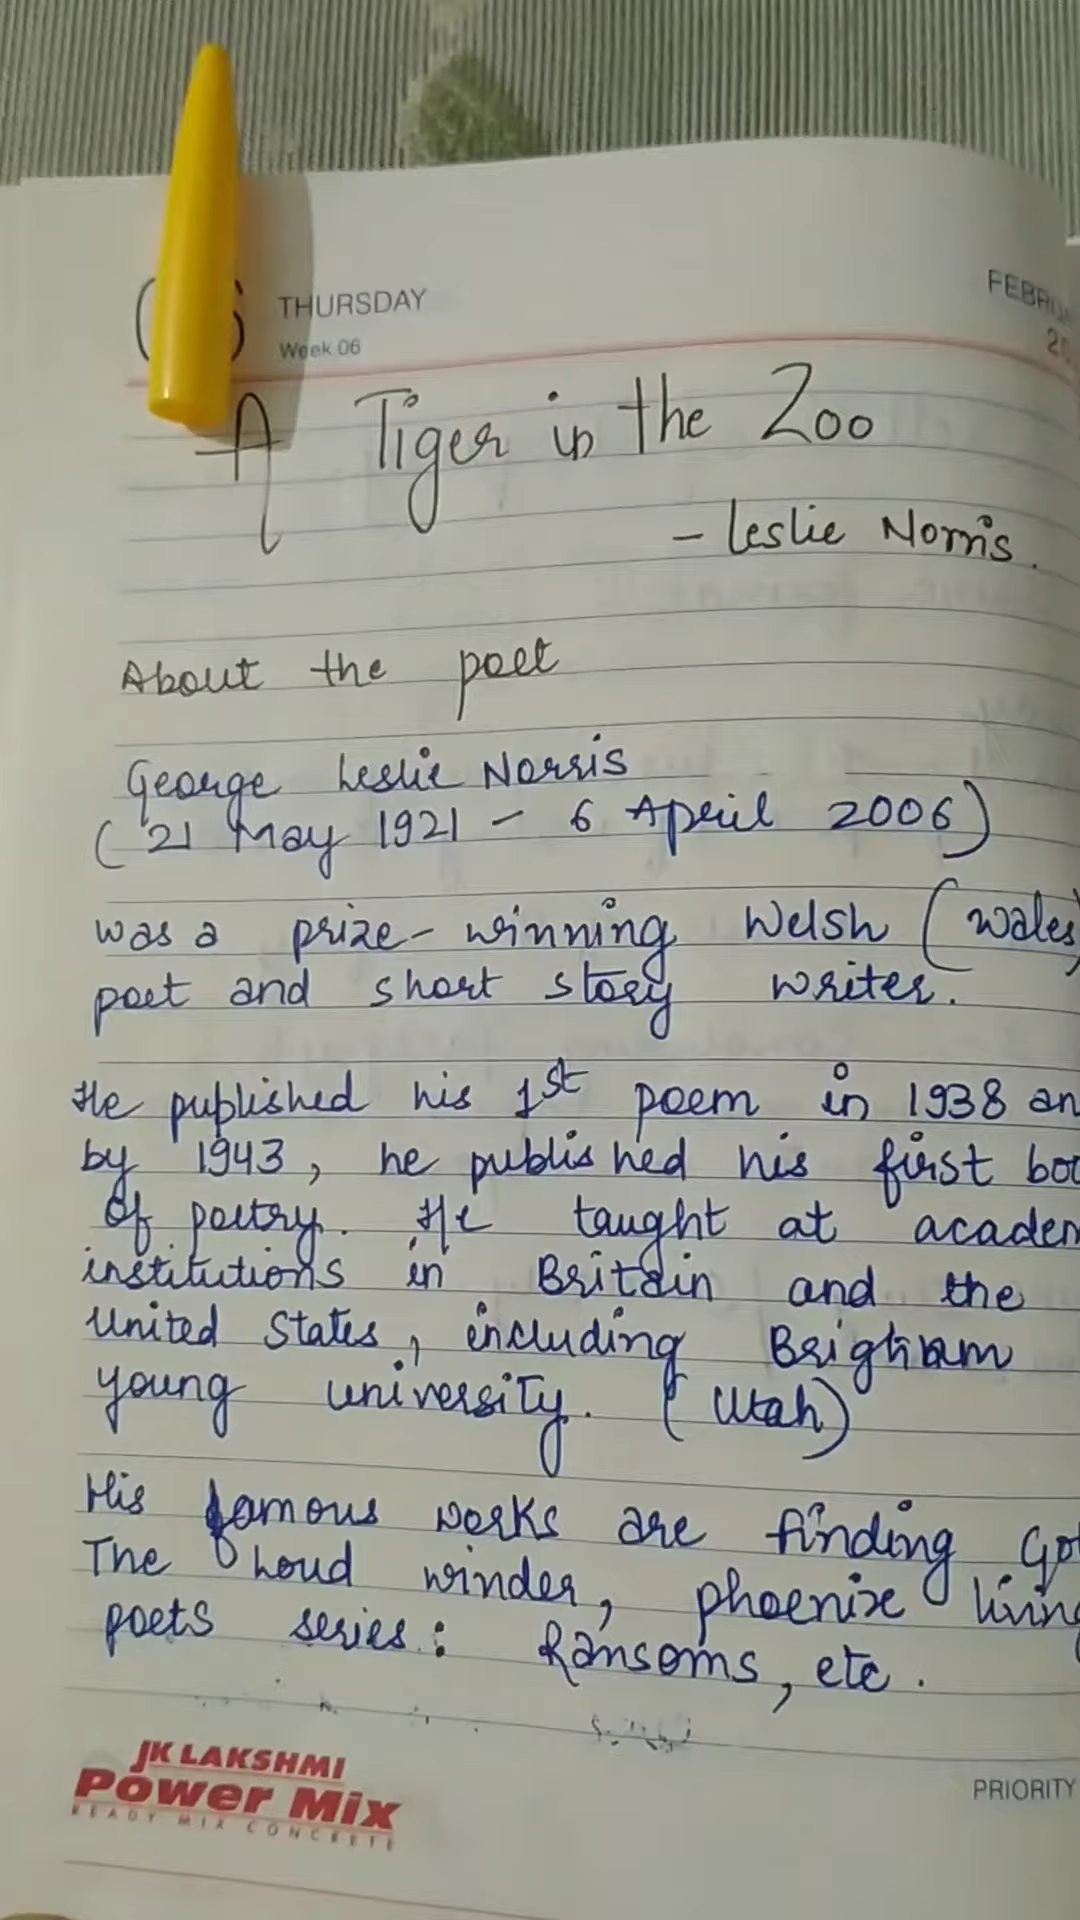 THURSDAY
Week 06
A Tiger in the Zoo
- Leslie Norris.
About the poet
George Leslie Norris
(21 May 1921 - 6 April 2006)
was a prize-winning Welsh (Wales)
poet and short story writer.
He published his 1st poem in 1938 an
by 1943, he published his first boo
of poetry. He taught at academ
institutions in Britain and the
United States, including Brigham
young university. (Utah)
His famous works are finding Gol
The Loud winder, phoenix living
poets series: Ransoms, etc.
JK LAKSHMI
Power Mix
READY MIX CONCRETE
PRIORITY